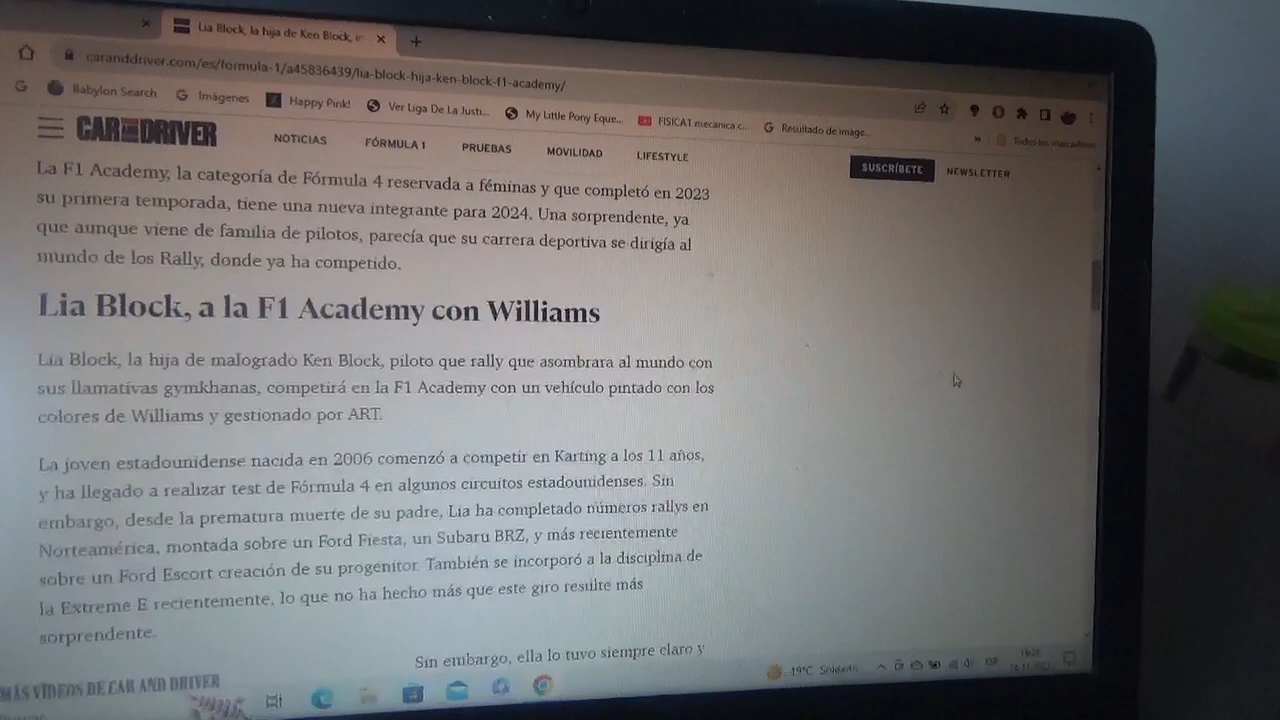 Lia Block, la hija de Ken Block, in
caranddriver.com/es/formula-1/a45836439/lia-block-hija-ken-block-f1-academy/
Babylon Search
Imágenes
Happy Pink!
Ver Liga De La Justi...
My Little Pony Eque...
FISICA1 mecanica c...
Resultado de image...
»
Todos los marcadores
CAR AND DRIVER
NOTICIAS
FÓRMULA 1
PRUEBAS
MOVILIDAD
LIFESTYLE
SUSCRÍBETE
NEWSLETTER
La F1 Academy, la categoría de Fórmula 4 reservada a féminas y que completó en 2023
su primera temporada, tiene una nueva integrante para 2024. Una sorprendente, ya
que aunque viene de familia de pilotos, parecía que su carrera deportiva se dirigía al
mundo de los Rally, donde ya ha competido.
Lia Block, a la F1 Academy con Williams
Lia Block, la hija de malogrado Ken Block, piloto que rally que asombrara al mundo con
sus llamativas gymkhanas, competirá en la F1 Academy con un vehículo pintado con los
colores de Williams y gestionado por ART.
La joven estadounidense nacida en 2006 comenzó a competir en Karting a los 11 años,
y ha llegado a realizar test de Fórmula 4 en algunos circuitos estadounidenses. Sin
embargo, desde la prematura muerte de su padre, Lia ha completado números rallys en
Norteamérica, montada sobre un Ford Fiesta, un Subaru BRZ, y más recientemente
sobre un Ford Escort creación de su progenitor. También se incorporó a la disciplina de
la Extreme E recientemente, lo que no ha hecho más que este giro resulte más
sorprendente.
Sin embargo, ella lo tuvo siempre claro y
MÁS VÍDEOS DE CAR AND DRIVER
19°C
ESP